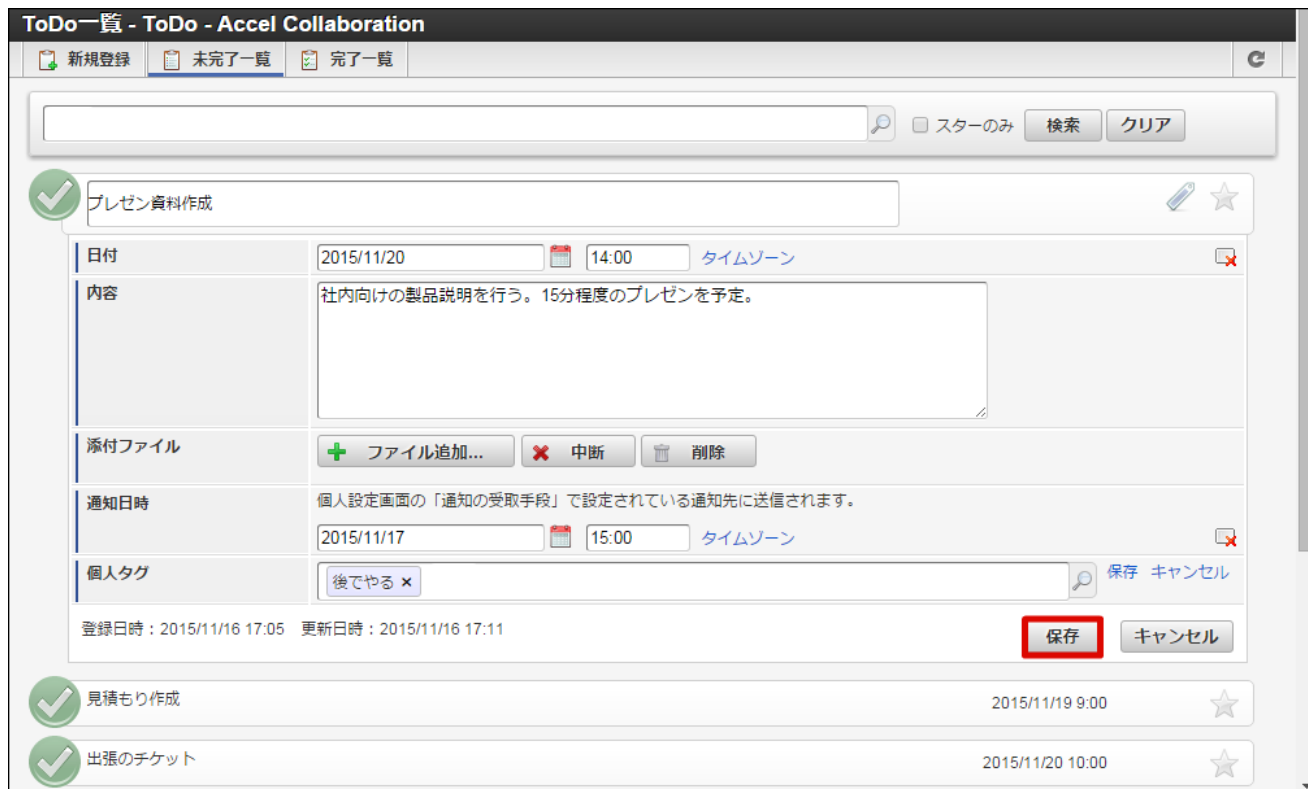 ToDo一覧 - ToDo - Accel Collaboration
新規登録 未完了一覧 完了一覧
スターのみ 検索 クリア
プレゼン資料作成
日付 2015/11/20 14:00 タイムゾーン
内容 社内向けの製品説明を行う。15分程度のプレゼンを予定。
添付ファイル ファイル追加... 中断 削除
通知日時 個人設定画面の「通知の受取手段」で設定されている通知先に送信されます。
2015/11/17 15:00 タイムゾーン
個人タグ 後でやる × 保存 キャンセル
登録日時：2015/11/16 17:05 更新日時：2015/11/16 17:11 保存 キャンセル
見積もり作成 2015/11/19 9:00
出張のチケット 2015/11/20 10:00